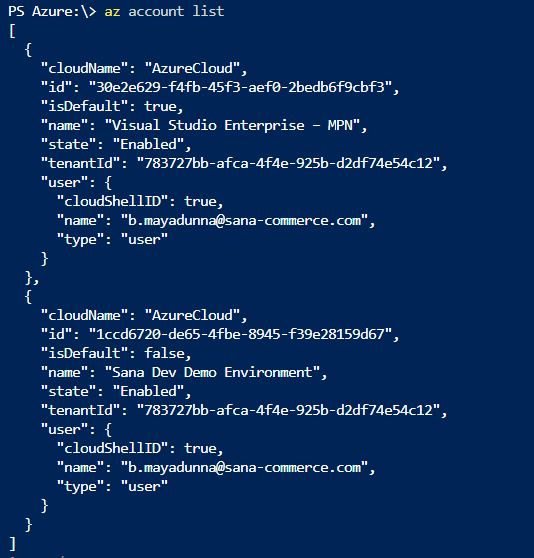 PS Azure:\> az account list
[
  {
    "cloudName": "AzureCloud",
    "id": "30e2e629-f4fb-45f3-aef0-2bedb6f9cbf3",
    "isDefault": true,
    "name": "Visual Studio Enterprise – MPN",
    "state": "Enabled",
    "tenantId": "783727bb-afca-4f4e-925b-d2df74e54c12",
    "user": {
      "cloudShellID": true,
      "name": "b.mayadunna@sana-commerce.com",
      "type": "user"
    }
  },
  {
    "cloudName": "AzureCloud",
    "id": "1ccd6720-de65-4fbe-8945-f39e28159d67",
    "isDefault": false,
    "name": "Sana Dev Demo Environment",
    "state": "Enabled",
    "tenantId": "783727bb-afca-4f4e-925b-d2df74e54c12",
    "user": {
      "cloudShellID": true,
      "name": "b.mayadunna@sana-commerce.com",
      "type": "user"
    }
  }
]